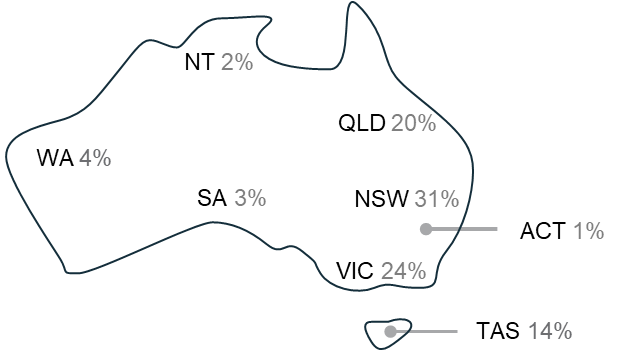 NT 2%
QLD 20%
WA 4%
SA 3%
NSW 31%
ACT 1%
VIC 24%
TAS 14%